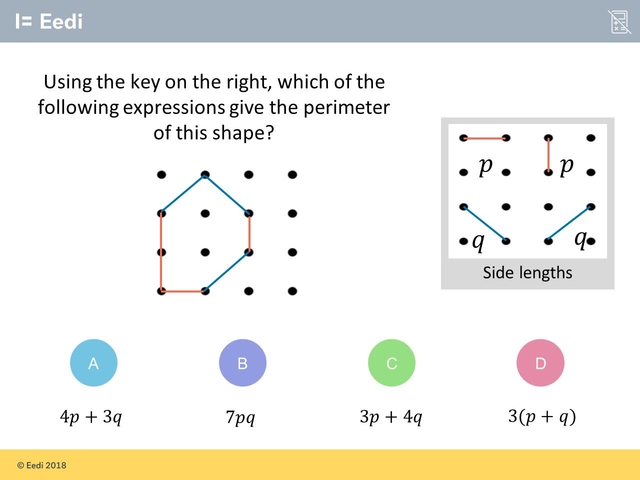 Eedi
Using the key on the right, which of the
following expressions give the perimeter
of this shape?
p p
q q
Side lengths
A B C D
4p + 3q 7pq 3p + 4q 3(p + q)
© Eedi 2018